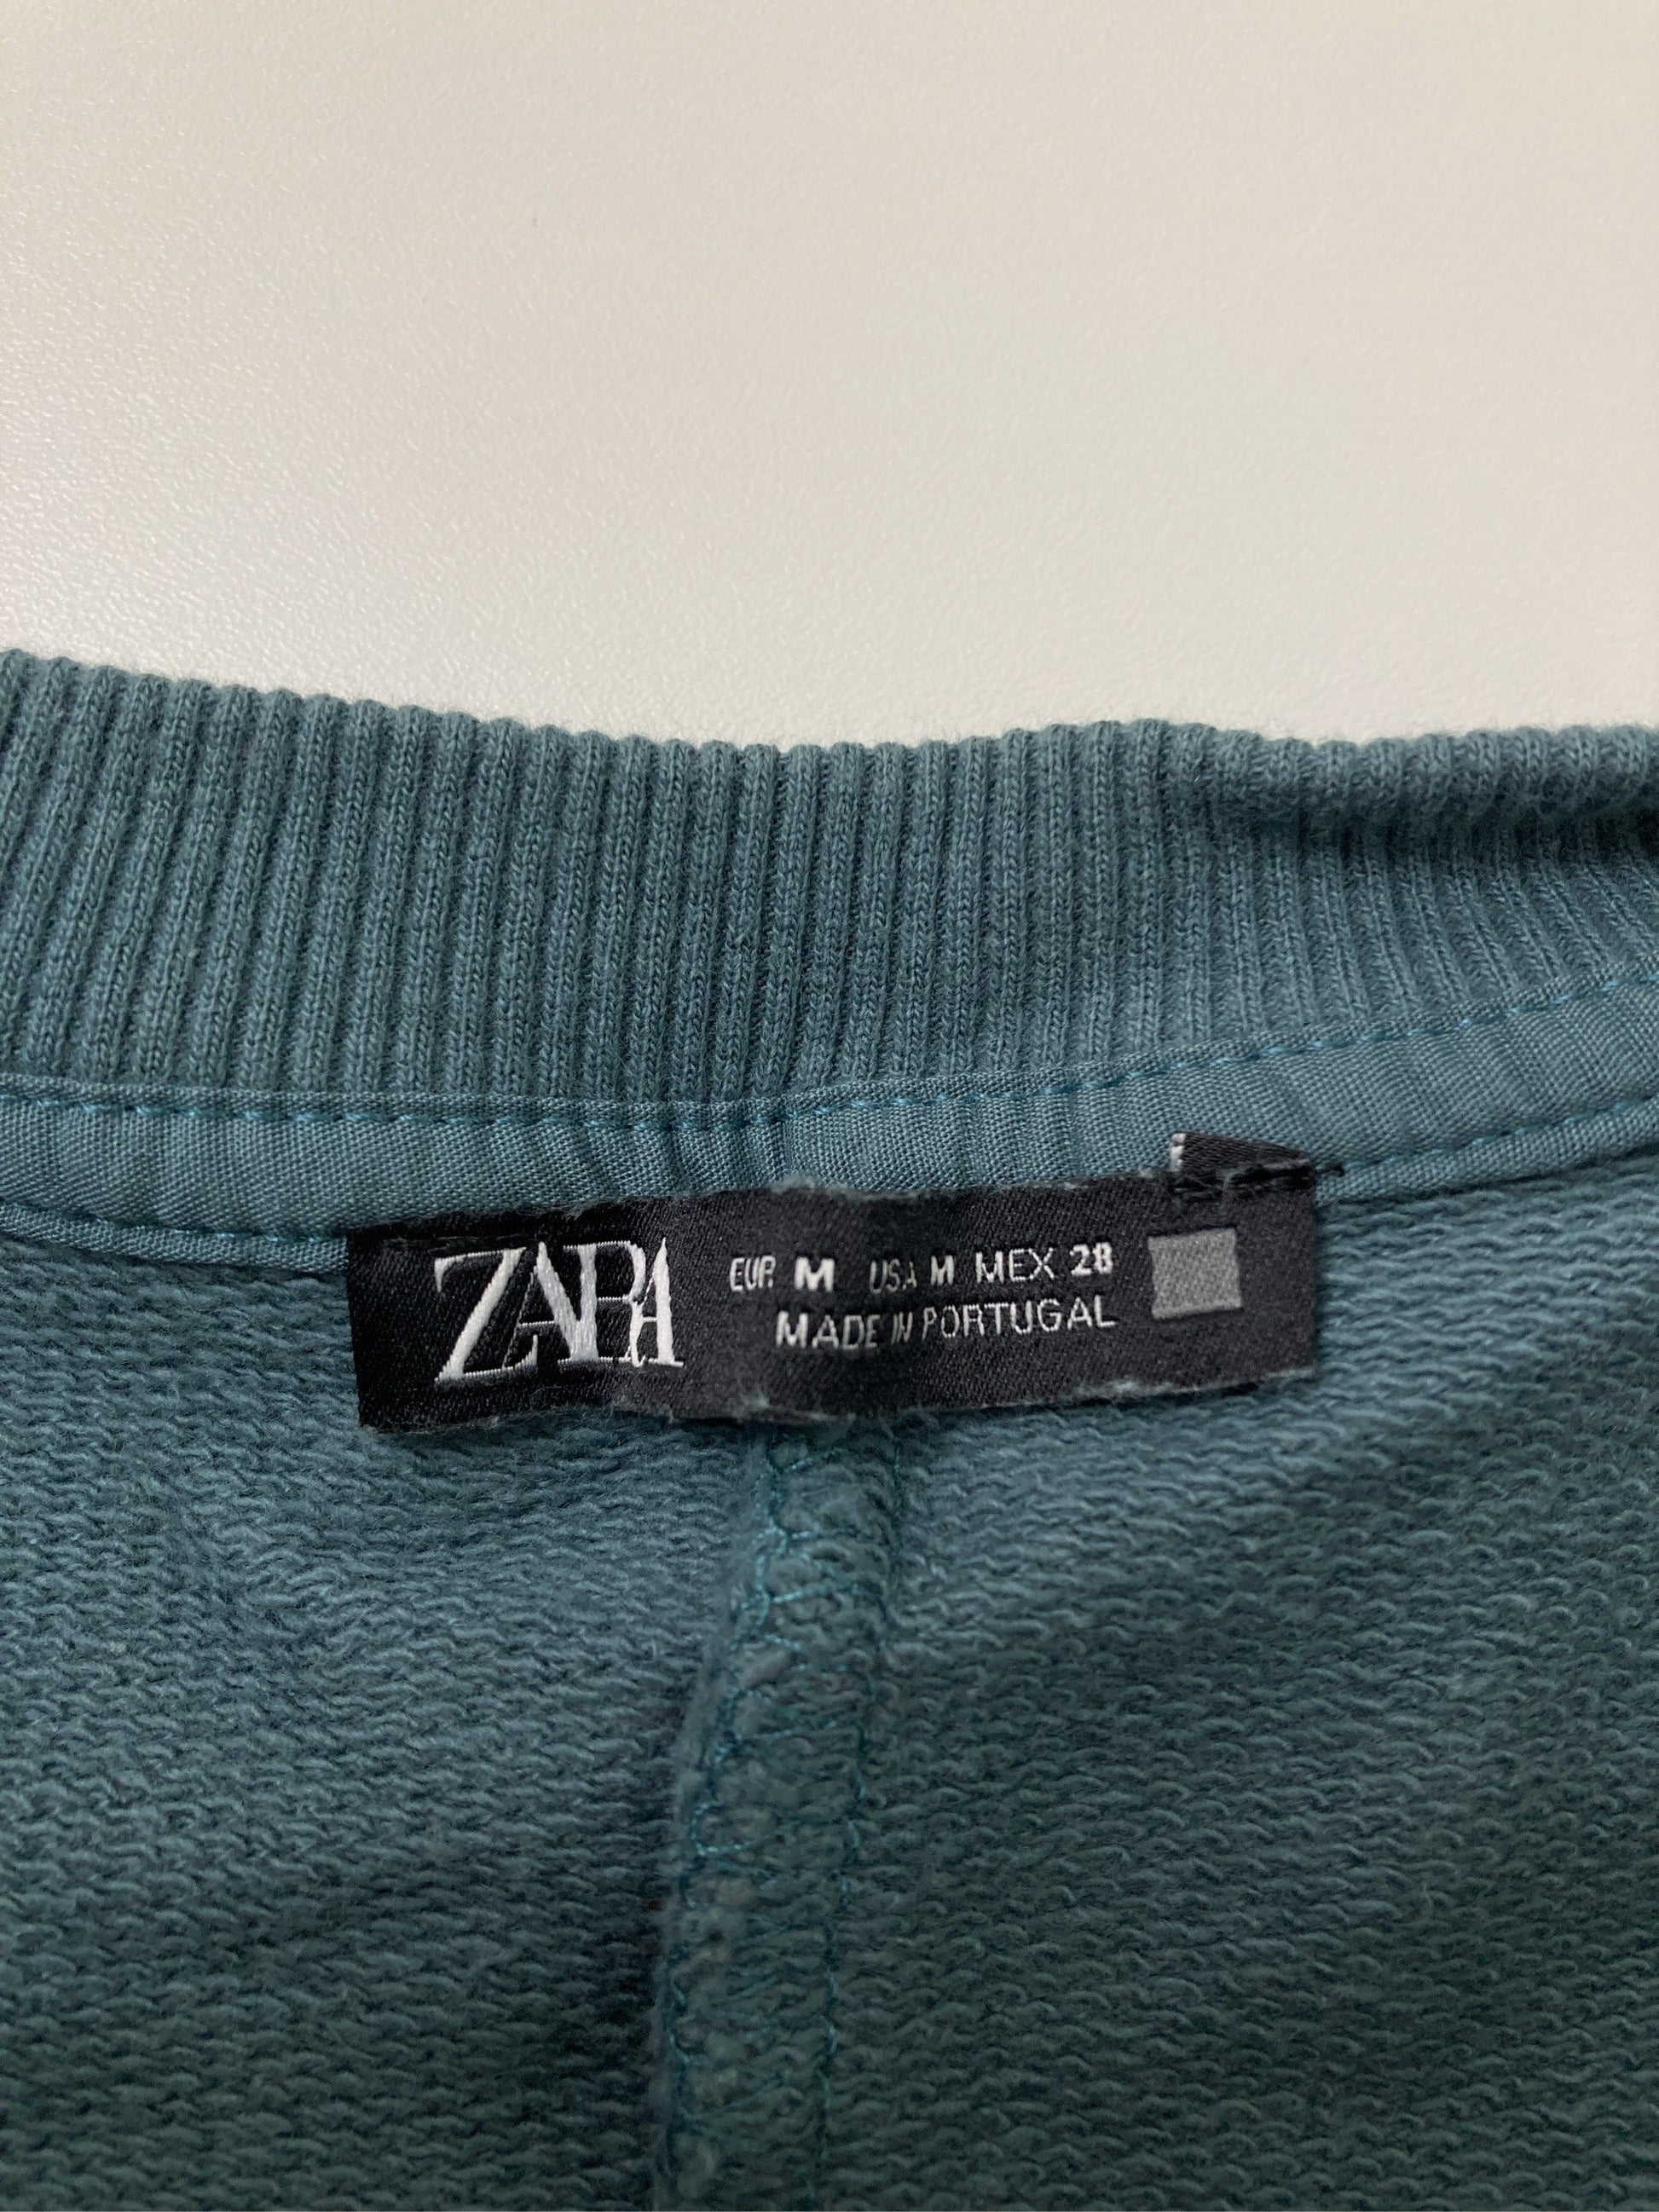 ZARA
EUR M USA M MEX 28
MADE IN PORTUGAL